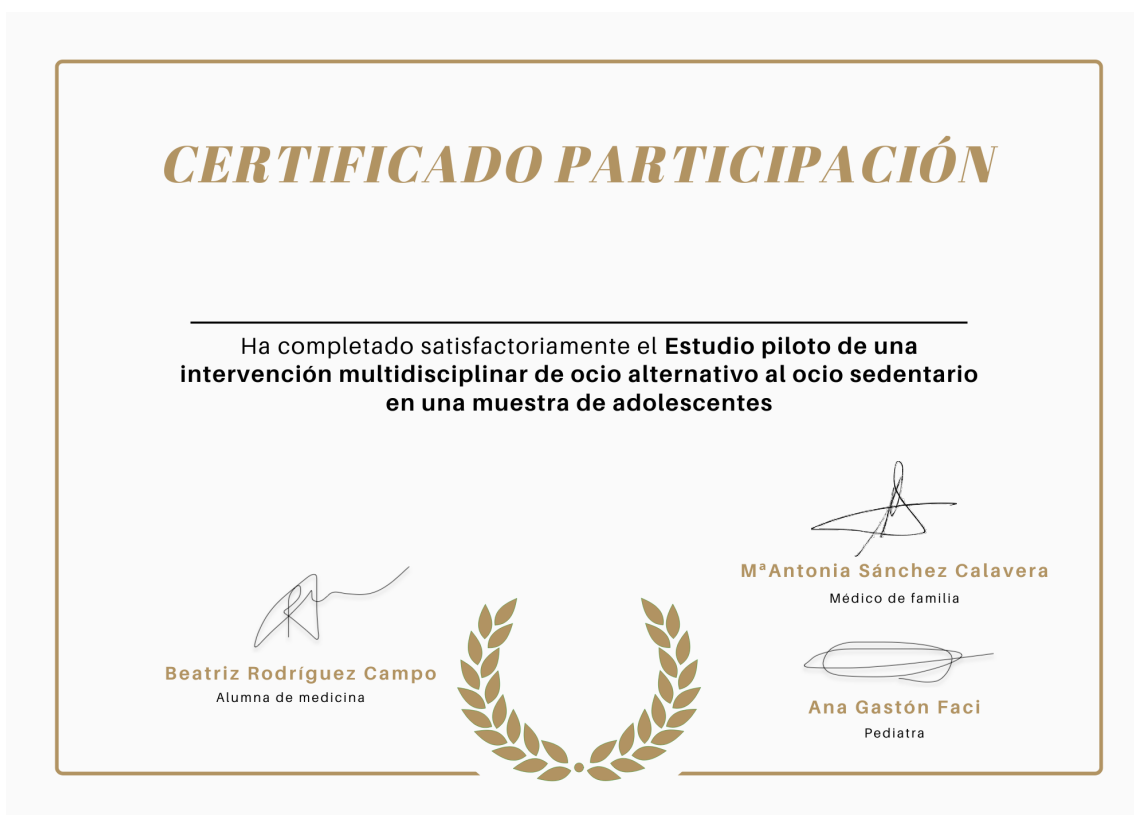 CERTIFICADO PARTICIPACIÓN
Ha completado satisfactoriamente el Estudio piloto de una
intervención multidisciplinar de ocio alternativo al ocio sedentario
en una muestra de adolescentes
MªAntonia Sánchez Calavera
Médico de familia
Beatriz Rodríguez Campo
Alumna de medicina
Ana Gastón Faci
Pediatra